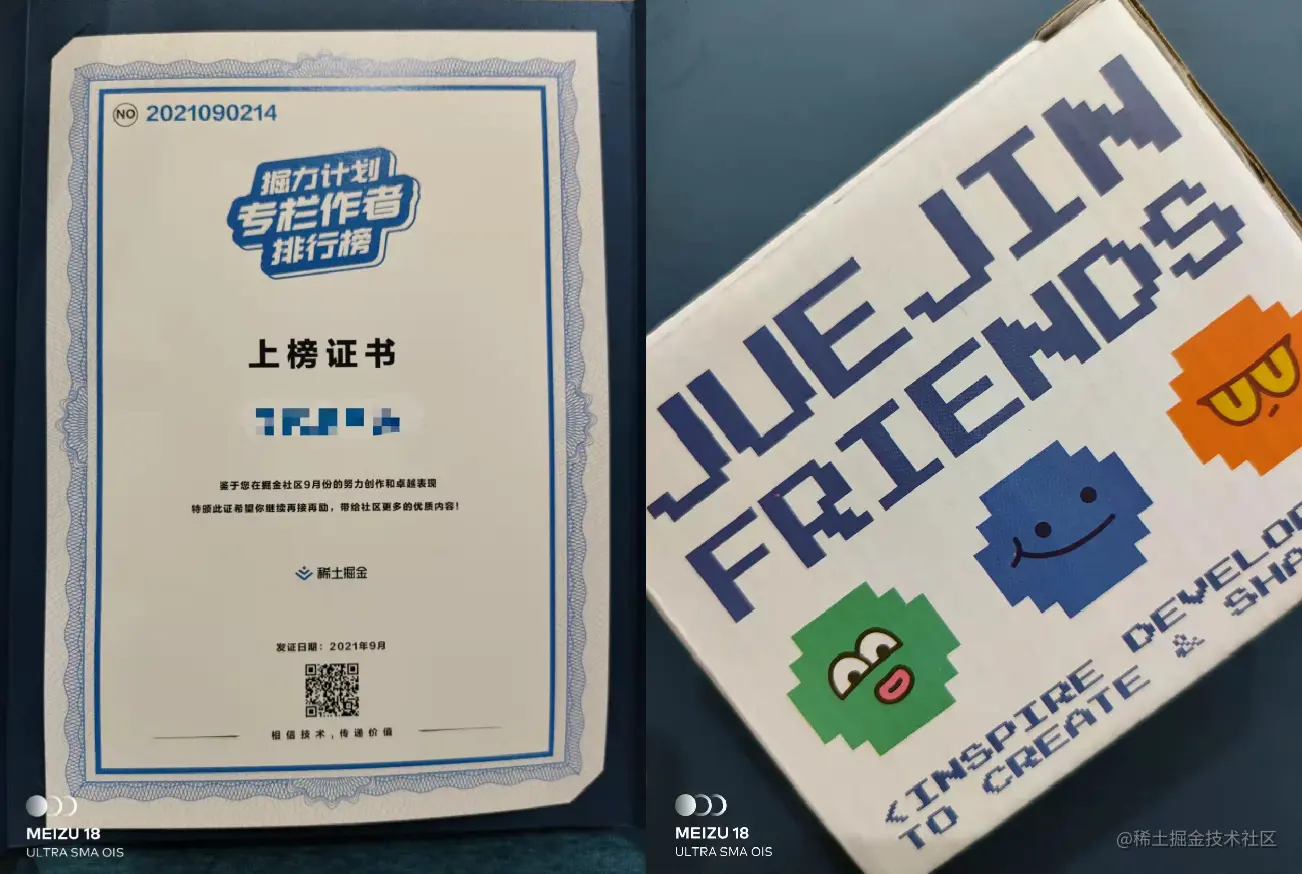 NO 2021090214
掘力计划
专栏作者
排行榜
上榜证书
鉴于您在掘金社区9月份的努力创作和卓越表现
特颁此证希望你继续再接再励，带给社区更多的优质内容！
稀土掘金
发证日期：2021年9月
相信技术，传递价值
MEIZU 18
ULTRA SMA OIS
JUEJIN
FRIENDS
<INSPIRE DEVELO
TO CREATE & SHA
MEIZU 18
ULTRA SMA OIS
@稀土掘金技术社区